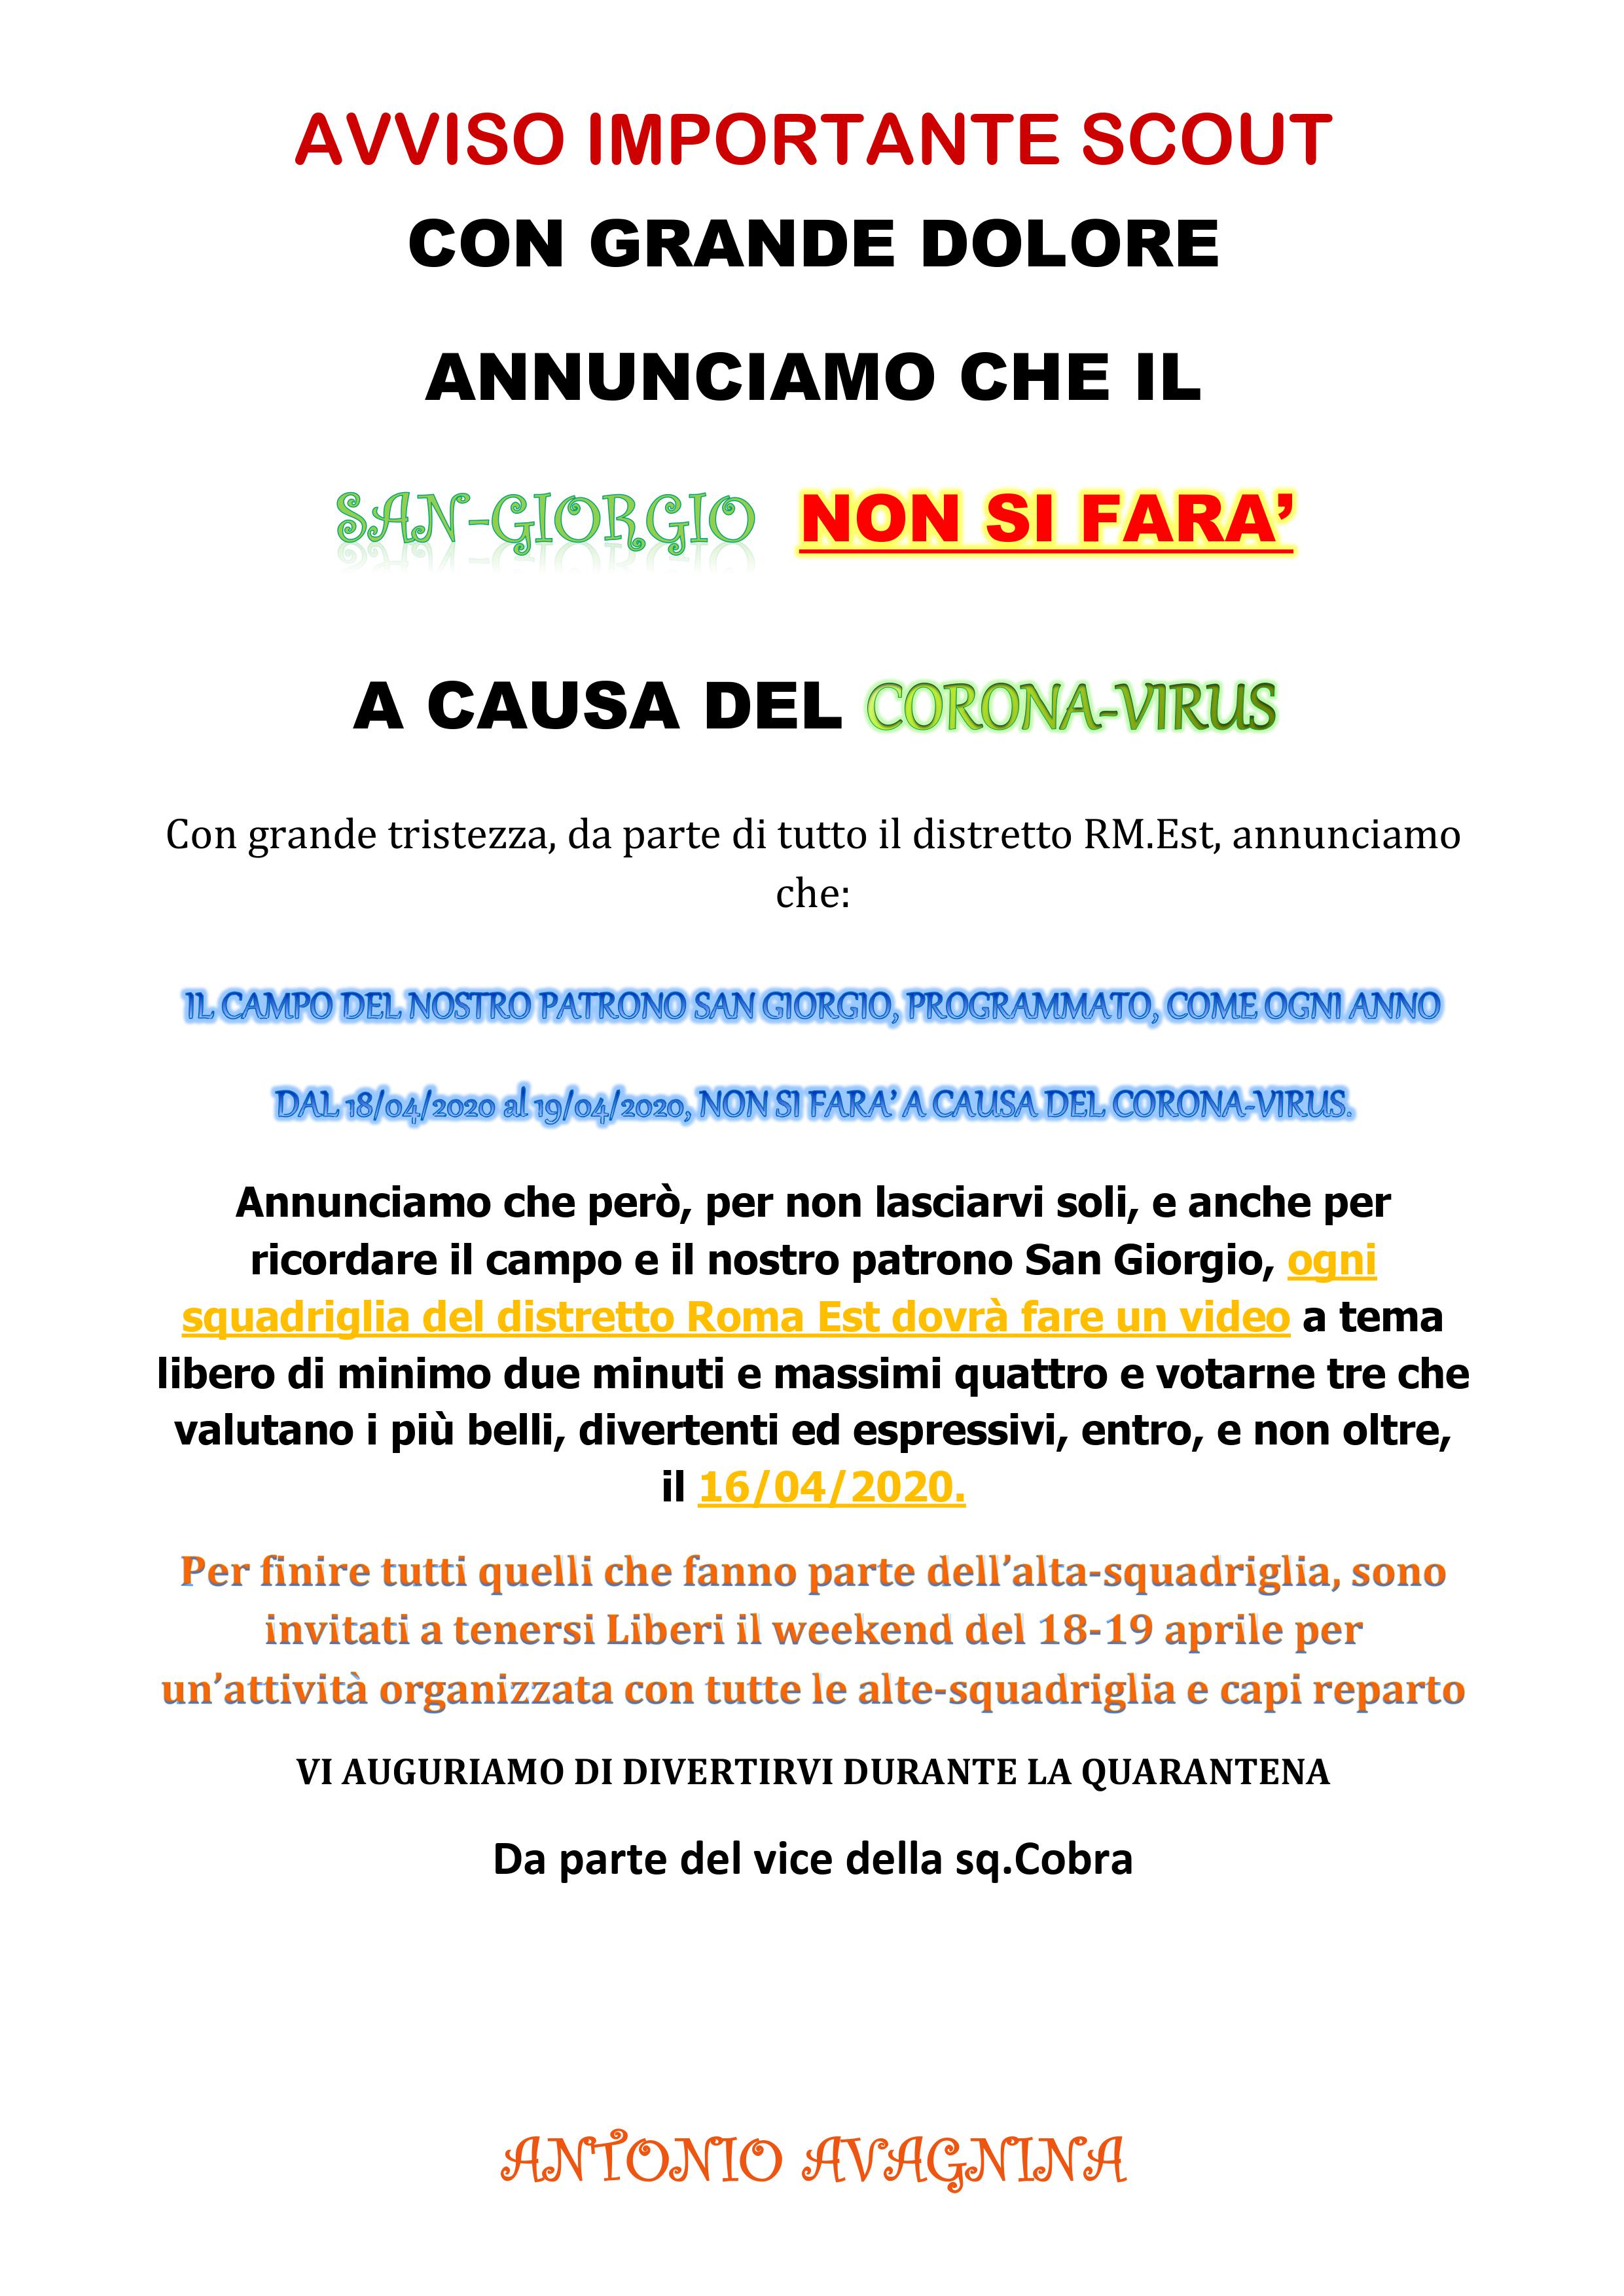 AVVISO IMPORTANTE SCOUT
CON GRANDE DOLORE
ANNUNCIAMO CHE IL
SAN-GIORGIO NON SI FARA’
A CAUSA DEL CORONA-VIRUS
Con grande tristezza, da parte di tutto il distretto RM.Est, annunciamo
che:
IL CAMPO DEL NOSTRO PATRONO SAN GIORGIO, PROGRAMMATO, COME OGNI ANNO
DAL 18/04/2020 al 19/04/2020, NON SI FARA’ A CAUSA DEL CORONA-VIRUS.
Annunciamo che però, per non lasciarvi soli, e anche per
ricordare il campo e il nostro patrono San Giorgio, ogni
squadriglia del distretto Roma Est dovrà fare un video a tema
libero di minimo due minuti e massimi quattro e votarne tre che
valutano i più belli, divertenti ed espressivi, entro, e non oltre,
il 16/04/2020.
Per finire tutti quelli che fanno parte dell’alta-squadriglia, sono
invitati a tenersi Liberi il weekend del 18-19 aprile per
un’attività organizzata con tutte le alte-squadriglia e capi reparto
VI AUGURIAMO DI DIVERTIRVI DURANTE LA QUARANTENA
Da parte del vice della sq.Cobra
ANTONIO AVAGNINA